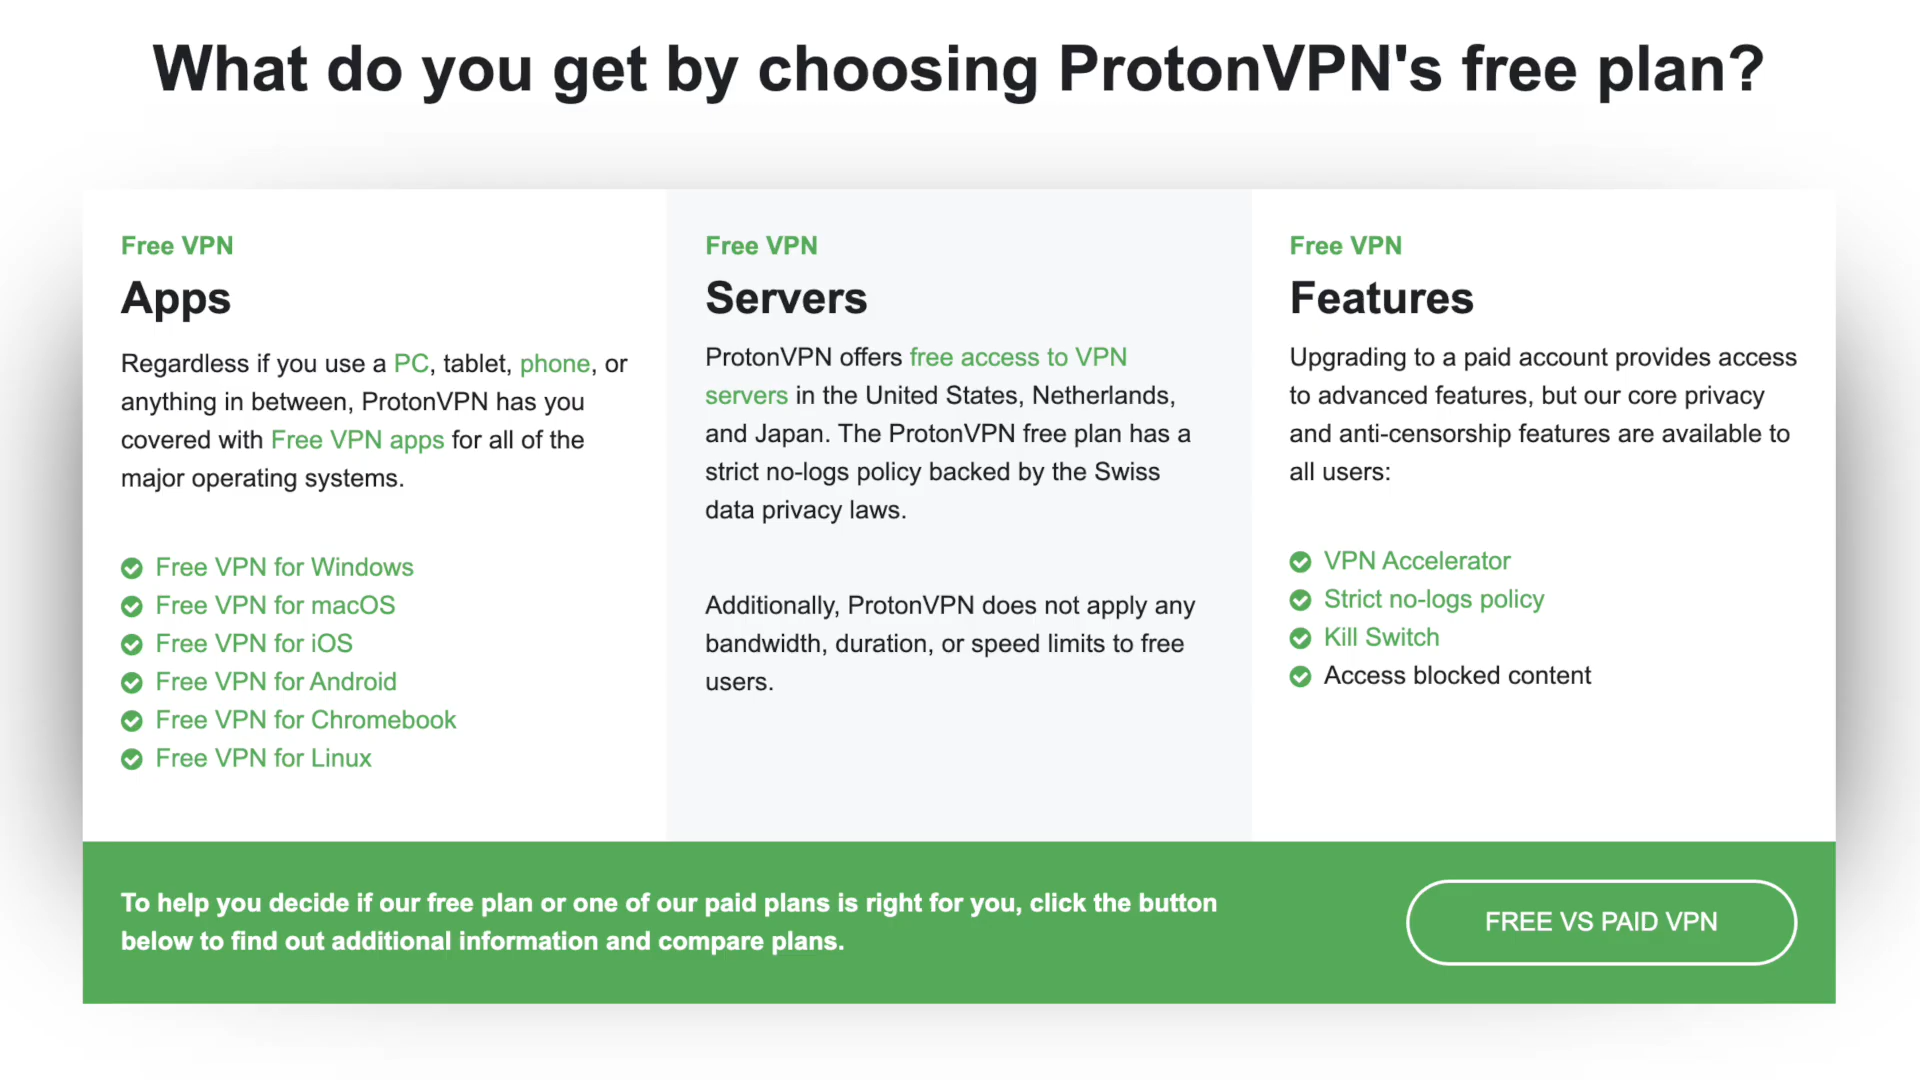 What do you get by choosing ProtonVPN's free plan?
Free VPN
Apps
Regardless if you use a PC, tablet, phone, or
anything in between, ProtonVPN has you
covered with Free VPN apps for all of the
major operating systems.
Free VPN for Windows
Free VPN for macOS
Free VPN for iOS
Free VPN for Android
Free VPN for Chromebook
Free VPN for Linux
Free VPN
Servers
ProtonVPN offers free access to VPN
servers in the United States, Netherlands,
and Japan. The ProtonVPN free plan has a
strict no-logs policy backed by the Swiss
data privacy laws.
Additionally, ProtonVPN does not apply any
bandwidth, duration, or speed limits to free
users.
Free VPN
Features
Upgrading to a paid account provides access
to advanced features, but our core privacy
and anti-censorship features are available to
all users:
VPN Accelerator
Strict no-logs policy
Kill Switch
Access blocked content
To help you decide if our free plan or one of our paid plans is right for you, click the button
below to find out additional information and compare plans.
FREE VS PAID VPN